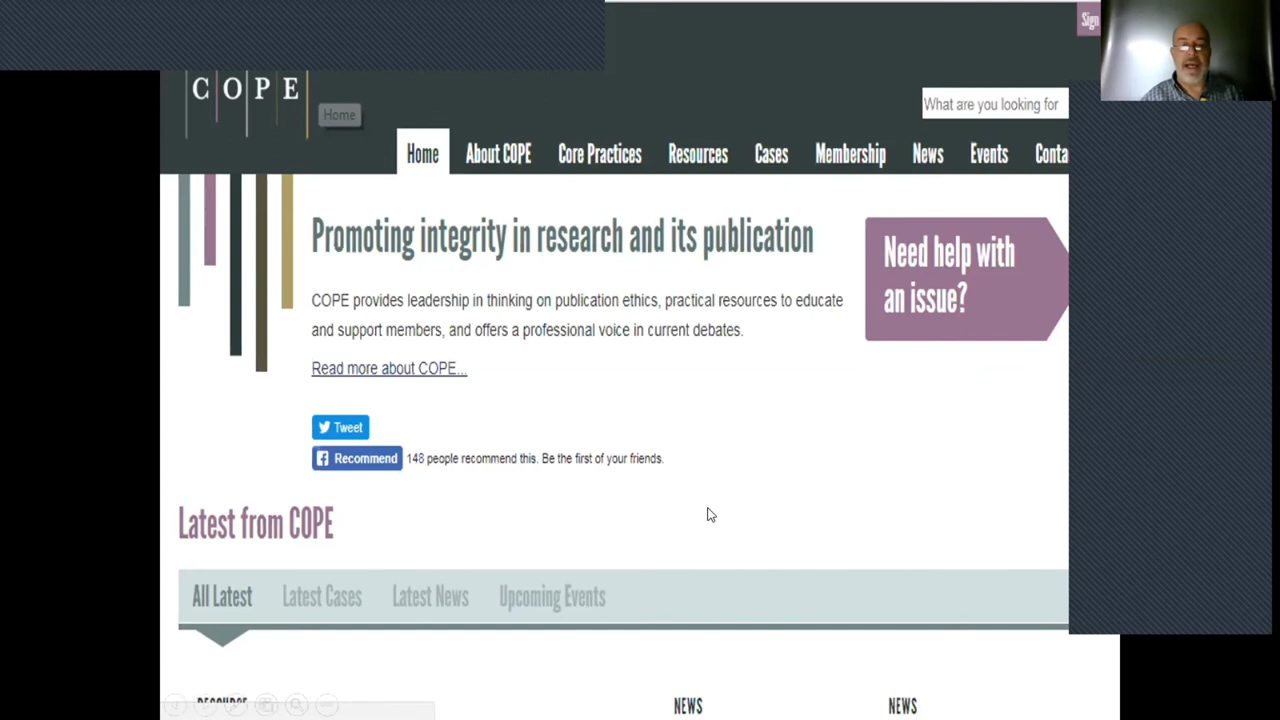 Sign
COPE
Home
What are you looking for
Home About COPE Core Practices Resources Cases Membership News Events Conta
Promoting integrity in research and its publication
Need help with
an issue?
COPE provides leadership in thinking on publication ethics, practical resources to educate
and support members, and offers a professional voice in current debates.
Read more about COPE...
Tweet
Recommend 148 people recommend this. Be the first of your friends.
Latest from COPE
All Latest Latest Cases Latest News Upcoming Events
NEWS NEWS